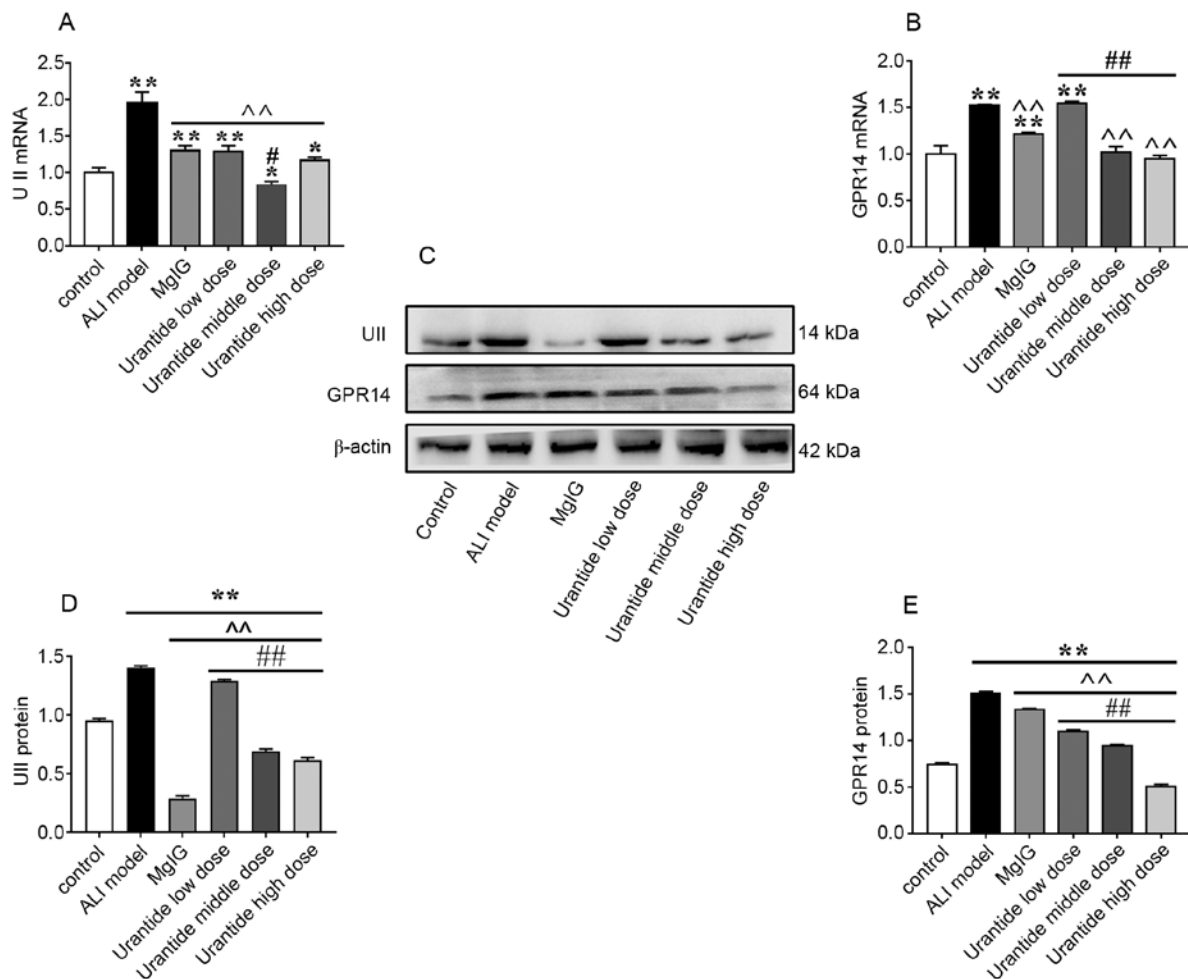 A
U II mRNA
2.5
2.0
1.5
1.0
0.5
0.0
**
^^
**
**
#
*
*
control
ALI model
MgIG
Urantide low dose
Urantide middle dose
Urantide high dose
B
GPR14 mRNA
2.0
1.5
1.0
0.5
0.0
##
**
^^
**
**
^^
^^
control
ALI model
MgIG
Urantide low dose
Urantide middle dose
Urantide high dose
C
UII
14 kDa
GPR14
64 kDa
β-actin
42 kDa
Control
ALI model
MgIG
Urantide low dose
Urantide middle dose
Urantide high dose
D
UII protein
1.5
1.0
0.5
0.0
**
^^
##
control
ALI model
MgIG
Urantide low dose
Urantide middle dose
Urantide high dose
E
GPR14 protein
2.0
1.5
1.0
0.5
0.0
**
^^
##
control
ALI model
MgIG
Urantide low dose
Urantide middle dose
Urantide high dose